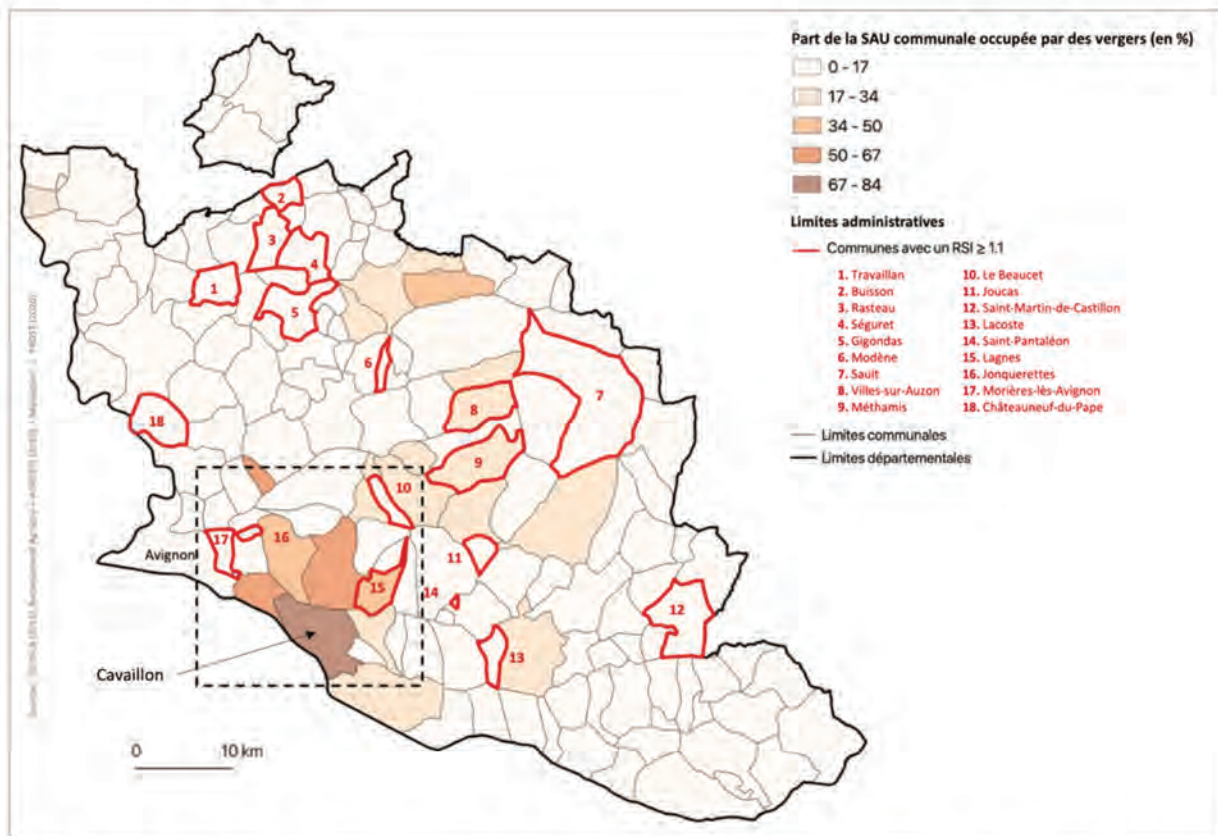 Part de la SAU communale occupée par des vergers (en %)
0 - 17
17 - 34
34 - 50
50 - 67
67 - 84
Limites administratives
Communes avec un RSI ≥ 1.1
1. Travaillan
2. Buisson
3. Rasteau
4. Séguret
5. Gigondas
6. Modène
7. Sault
8. Villes-sur-Auzon
9. Méthamis
10. Le Beaucet
11. Joucas
12. Saint-Martin-de-Castillon
13. Lacoste
14. Saint-Pantaléon
15. Lagnes
16. Jonquerettes
17. Morières-lès-Avignon
18. Châteauneuf-du-Pape
Limites communales
Limites départementales
2
3
4
1
5
6
7
8
18
9
10
17
16
Avignon
11
15
14
12
13
Cavaillon
0 10 km